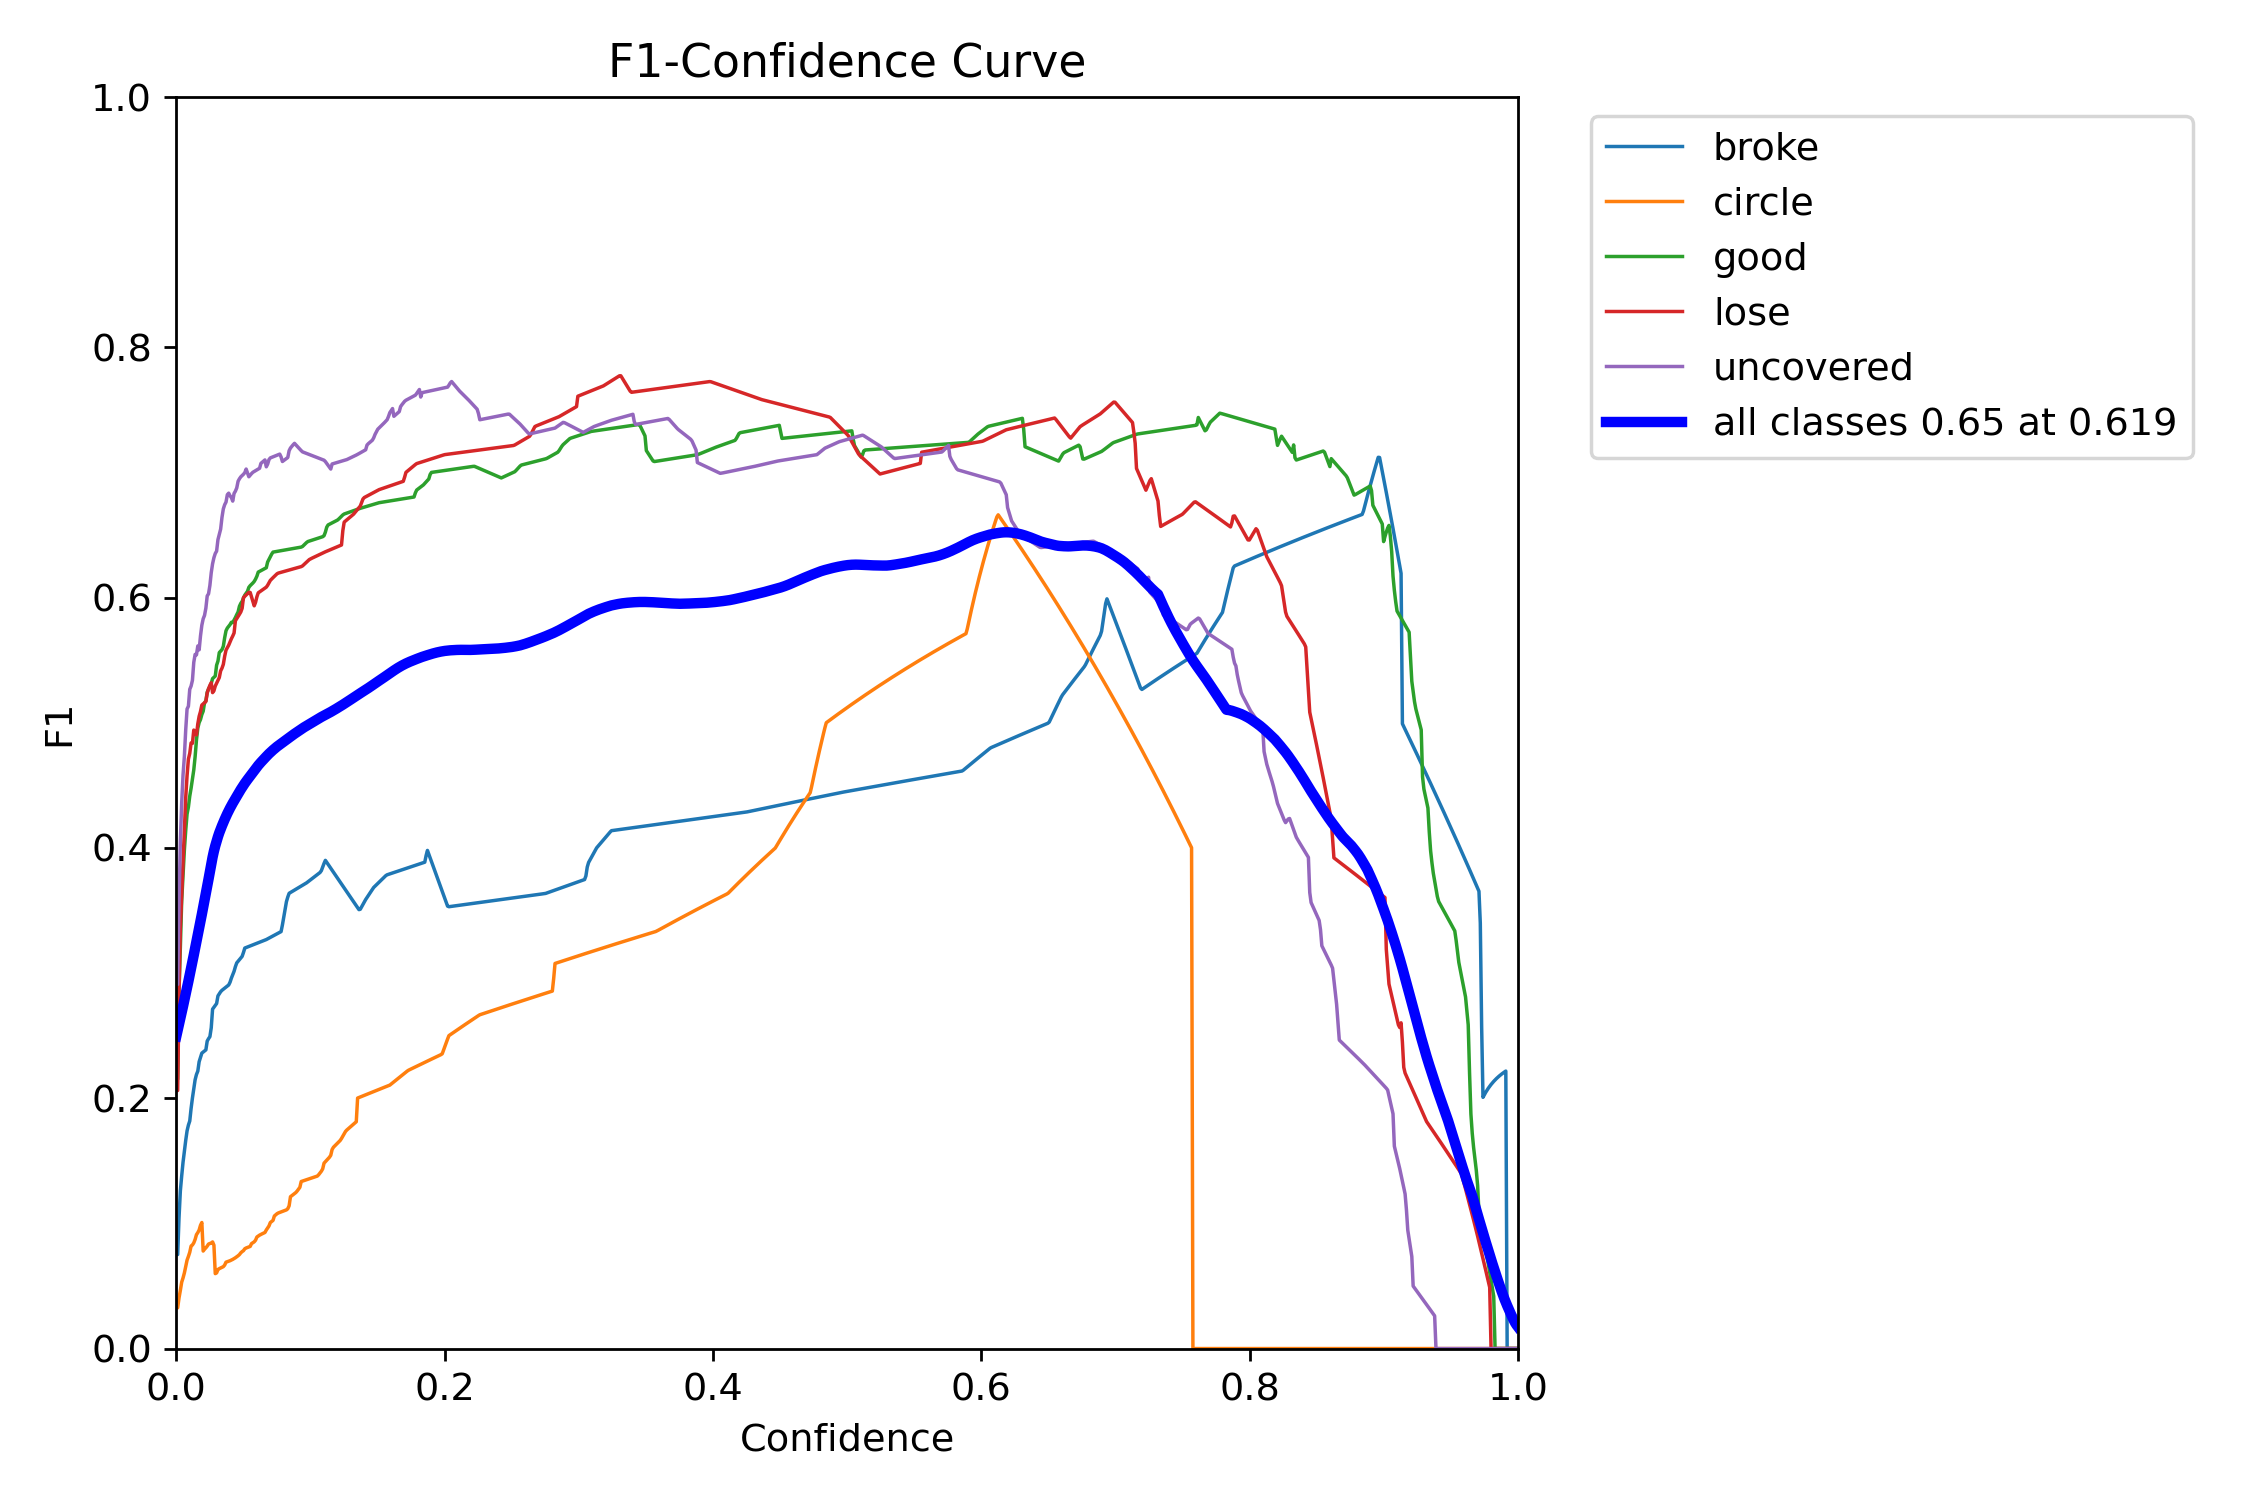 F1-Confidence Curve
1.0
0.8
0.6
0.4
0.2
0.0
F1
0.0 0.2 0.4 0.6 0.8 1.0
Confidence
broke
circle
good
lose
uncovered
all classes 0.65 at 0.619